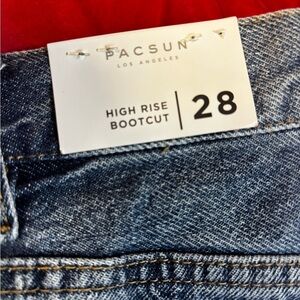 PACSUN
LOS ANGELES
HIGH RISE
BOOTCUT
28